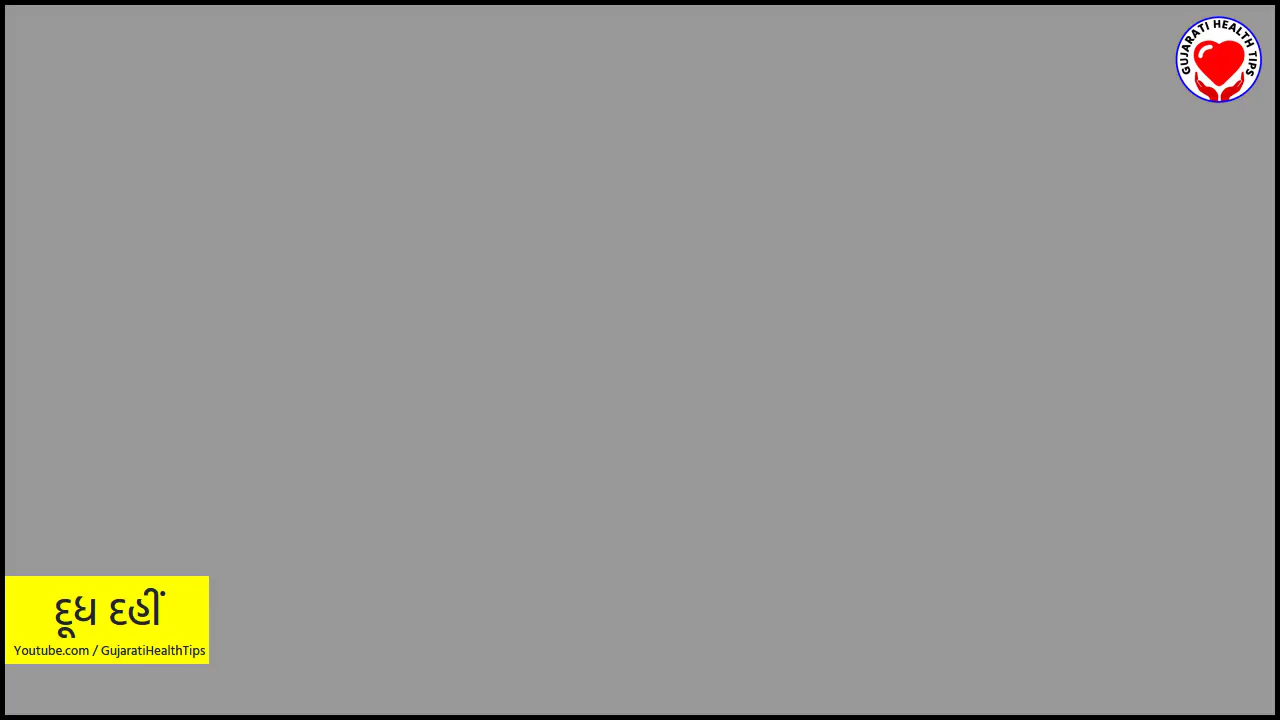 GUJARATI HEALTH TIPS
દૂધ દહીં
Youtube.com / GujaratiHealthTips